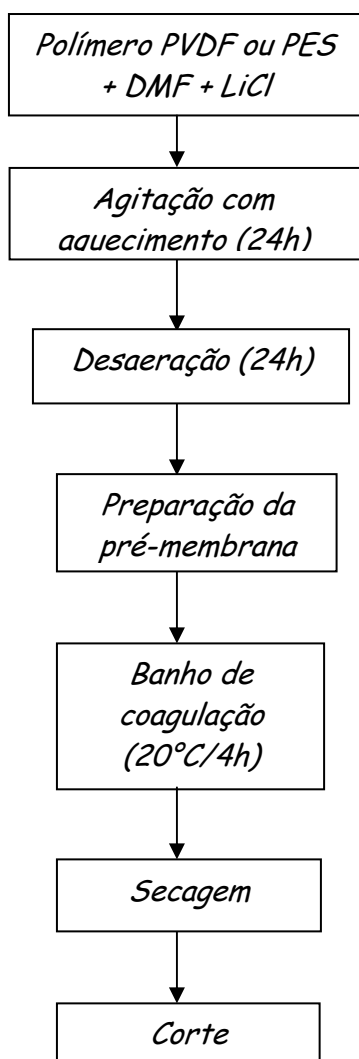 Polímero PVDF ou PES
+ DMF + LiCl
Agitação com
aquecimento (24h)
Desaeração (24h)
Preparação da
pré-membrana
Banho de
coagulação
(20°C/4h)
Secagem
Corte